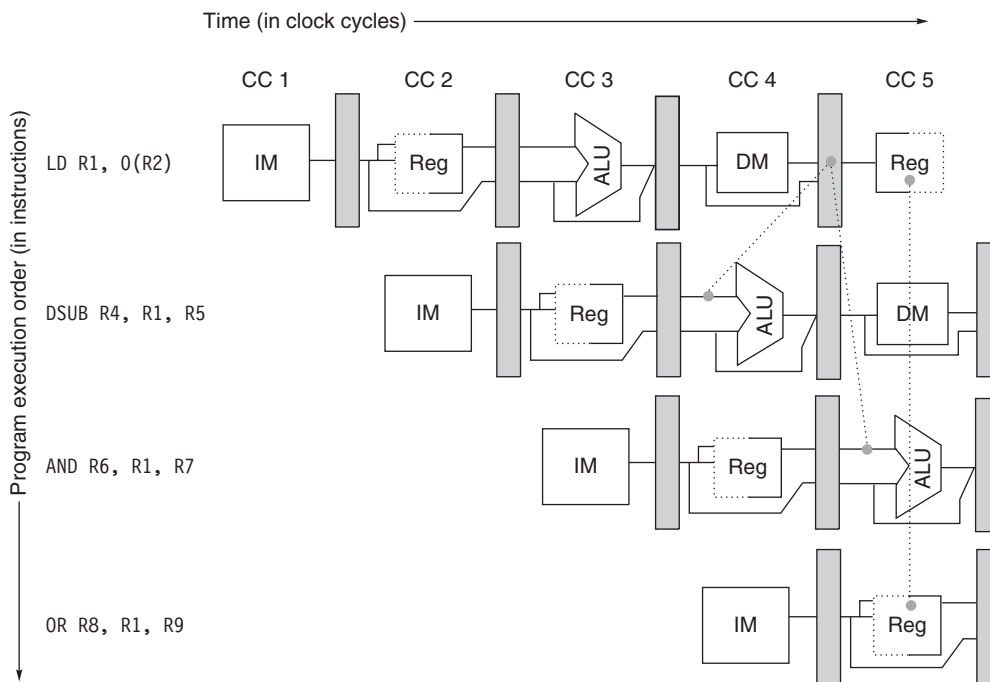 Time (in clock cycles)
CC 1 CC 2 CC 3 CC 4 CC 5
Program execution order (in instructions)
LD R1, 0(R2)
IM Reg ALU DM Reg
DSUB R4, R1, R5
IM Reg ALU DM
AND R6, R1, R7
IM Reg ALU
OR R8, R1, R9
IM Reg